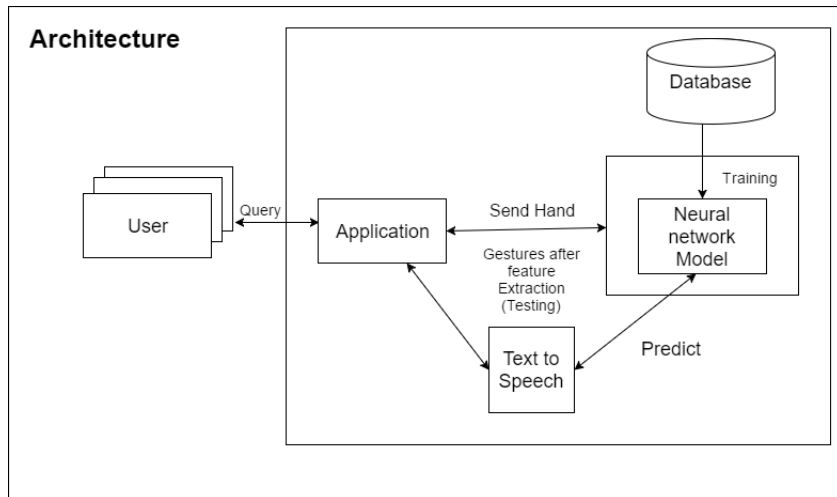 Architecture
Database
Training
User
Query
Application
Send Hand
Neural
network
Model
Gestures after
feature
Extraction
(Testing)
Text to
Speech
Predict